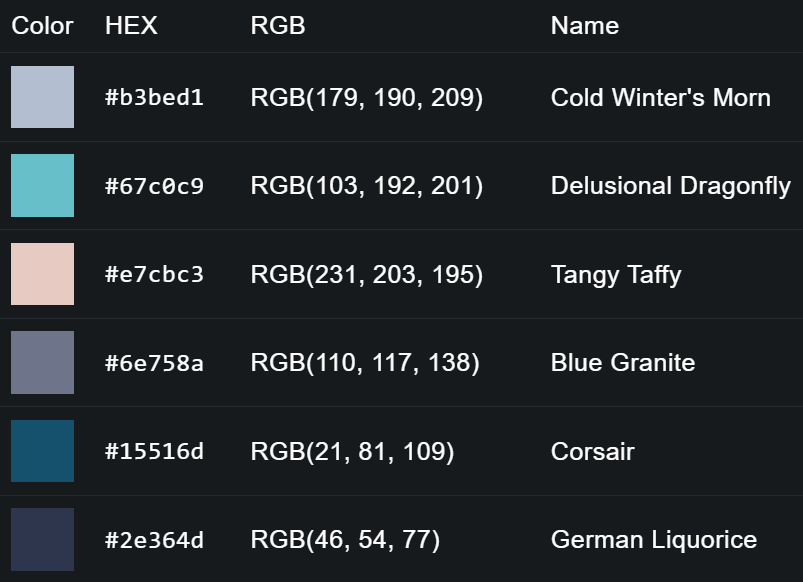 Color HEX RGB Name
#b3bed1 RGB(179, 190, 209) Cold Winter's Morn
#67c0c9 RGB(103, 192, 201) Delusional Dragonfly
#e7cbc3 RGB(231, 203, 195) Tangy Taffy
#6e758a RGB(110, 117, 138) Blue Granite
#15516d RGB(21, 81, 109) Corsair
#2e364d RGB(46, 54, 77) German Liquorice